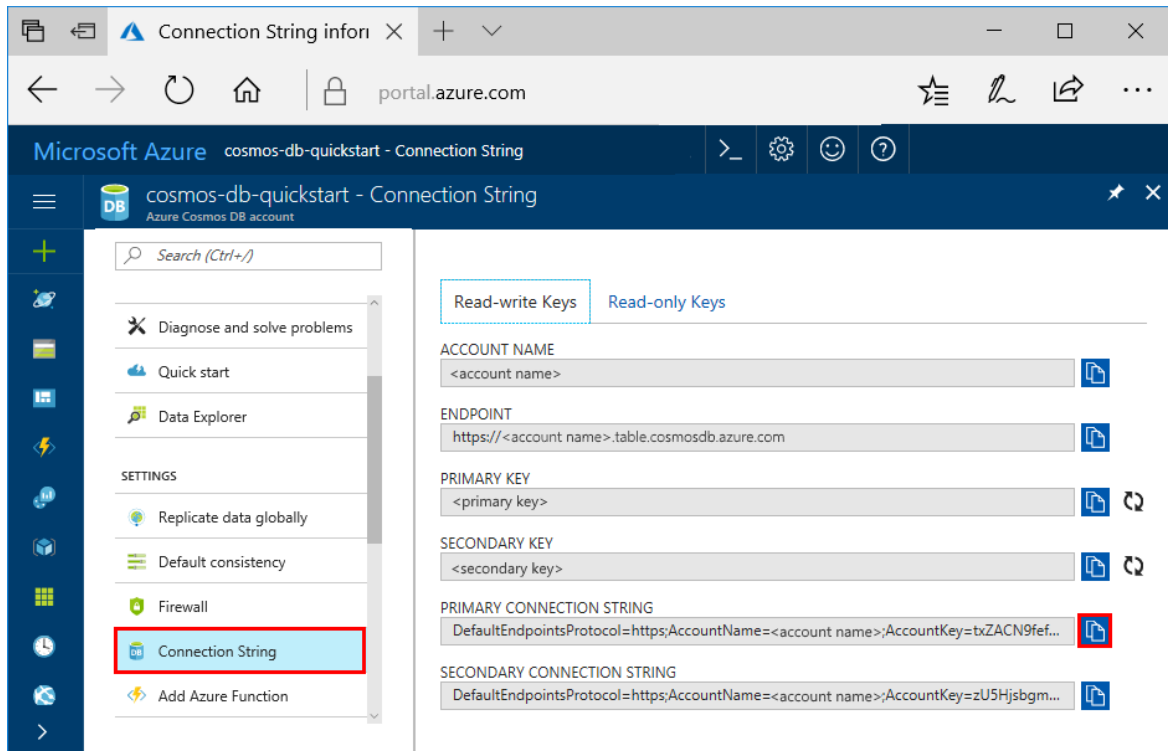 Connection String infor
portal.azure.com
Microsoft Azure cosmos-db-quickstart - Connection String
cosmos-db-quickstart - Connection String
Azure Cosmos DB account
Search (Ctrl+/)
Diagnose and solve problems
Quick start
Data Explorer
SETTINGS
Replicate data globally
Default consistency
Firewall
Connection String
Add Azure Function
Read-write Keys Read-only Keys
ACCOUNT NAME
<account name>
ENDPOINT
https://<account name>.table.cosmosdb.azure.com
PRIMARY KEY
<primary key>
SECONDARY KEY
<secondary key>
PRIMARY CONNECTION STRING
DefaultEndpointsProtocol=https;AccountName=<account name>;AccountKey=txZACN9fef...
SECONDARY CONNECTION STRING
DefaultEndpointsProtocol=https;AccountName=<account name>;AccountKey=zU5Hjsbgm...